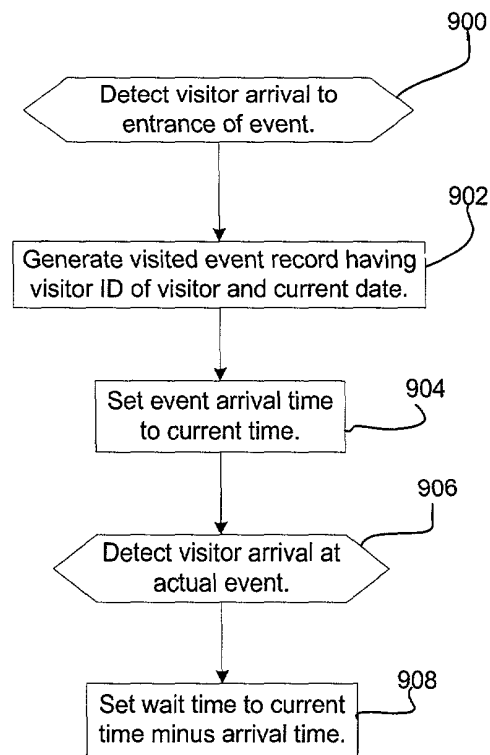 900
Detect visitor arrival to
entrance of event.
902
Generate visited event record having
visitor ID of visitor and current date.
904
Set event arrival time
to current time.
906
Detect visitor arrival at
actual event.
908
Set wait time to current
time minus arrival time.